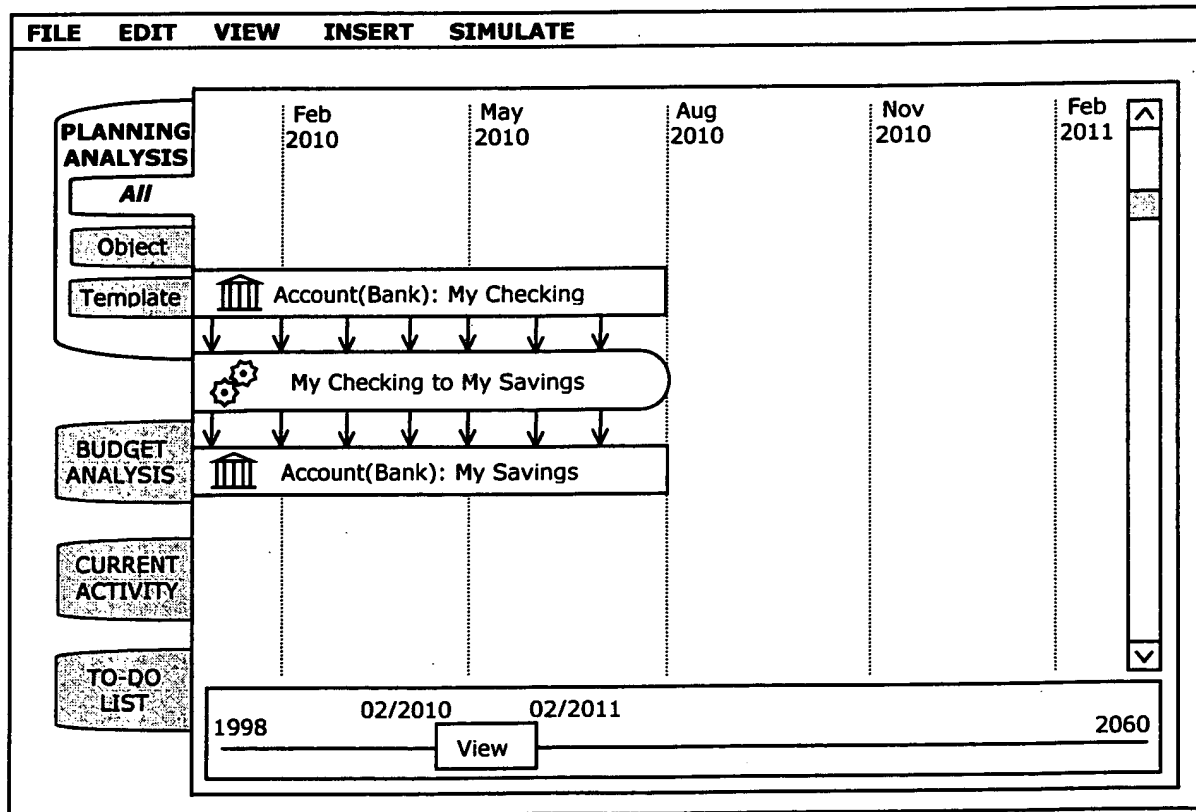 FILE EDIT VIEW INSERT SIMULATE
PLANNING
ANALYSIS
All
Object
Template
BUDGET
ANALYSIS
CURRENT
ACTIVITY
TO-DO
LIST
Feb
2010
May
2010
Aug
2010
Nov
2010
Feb
2011
Account(Bank): My Checking
My Checking to My Savings
Account(Bank): My Savings
02/2010 02/2011
1998 2060
View